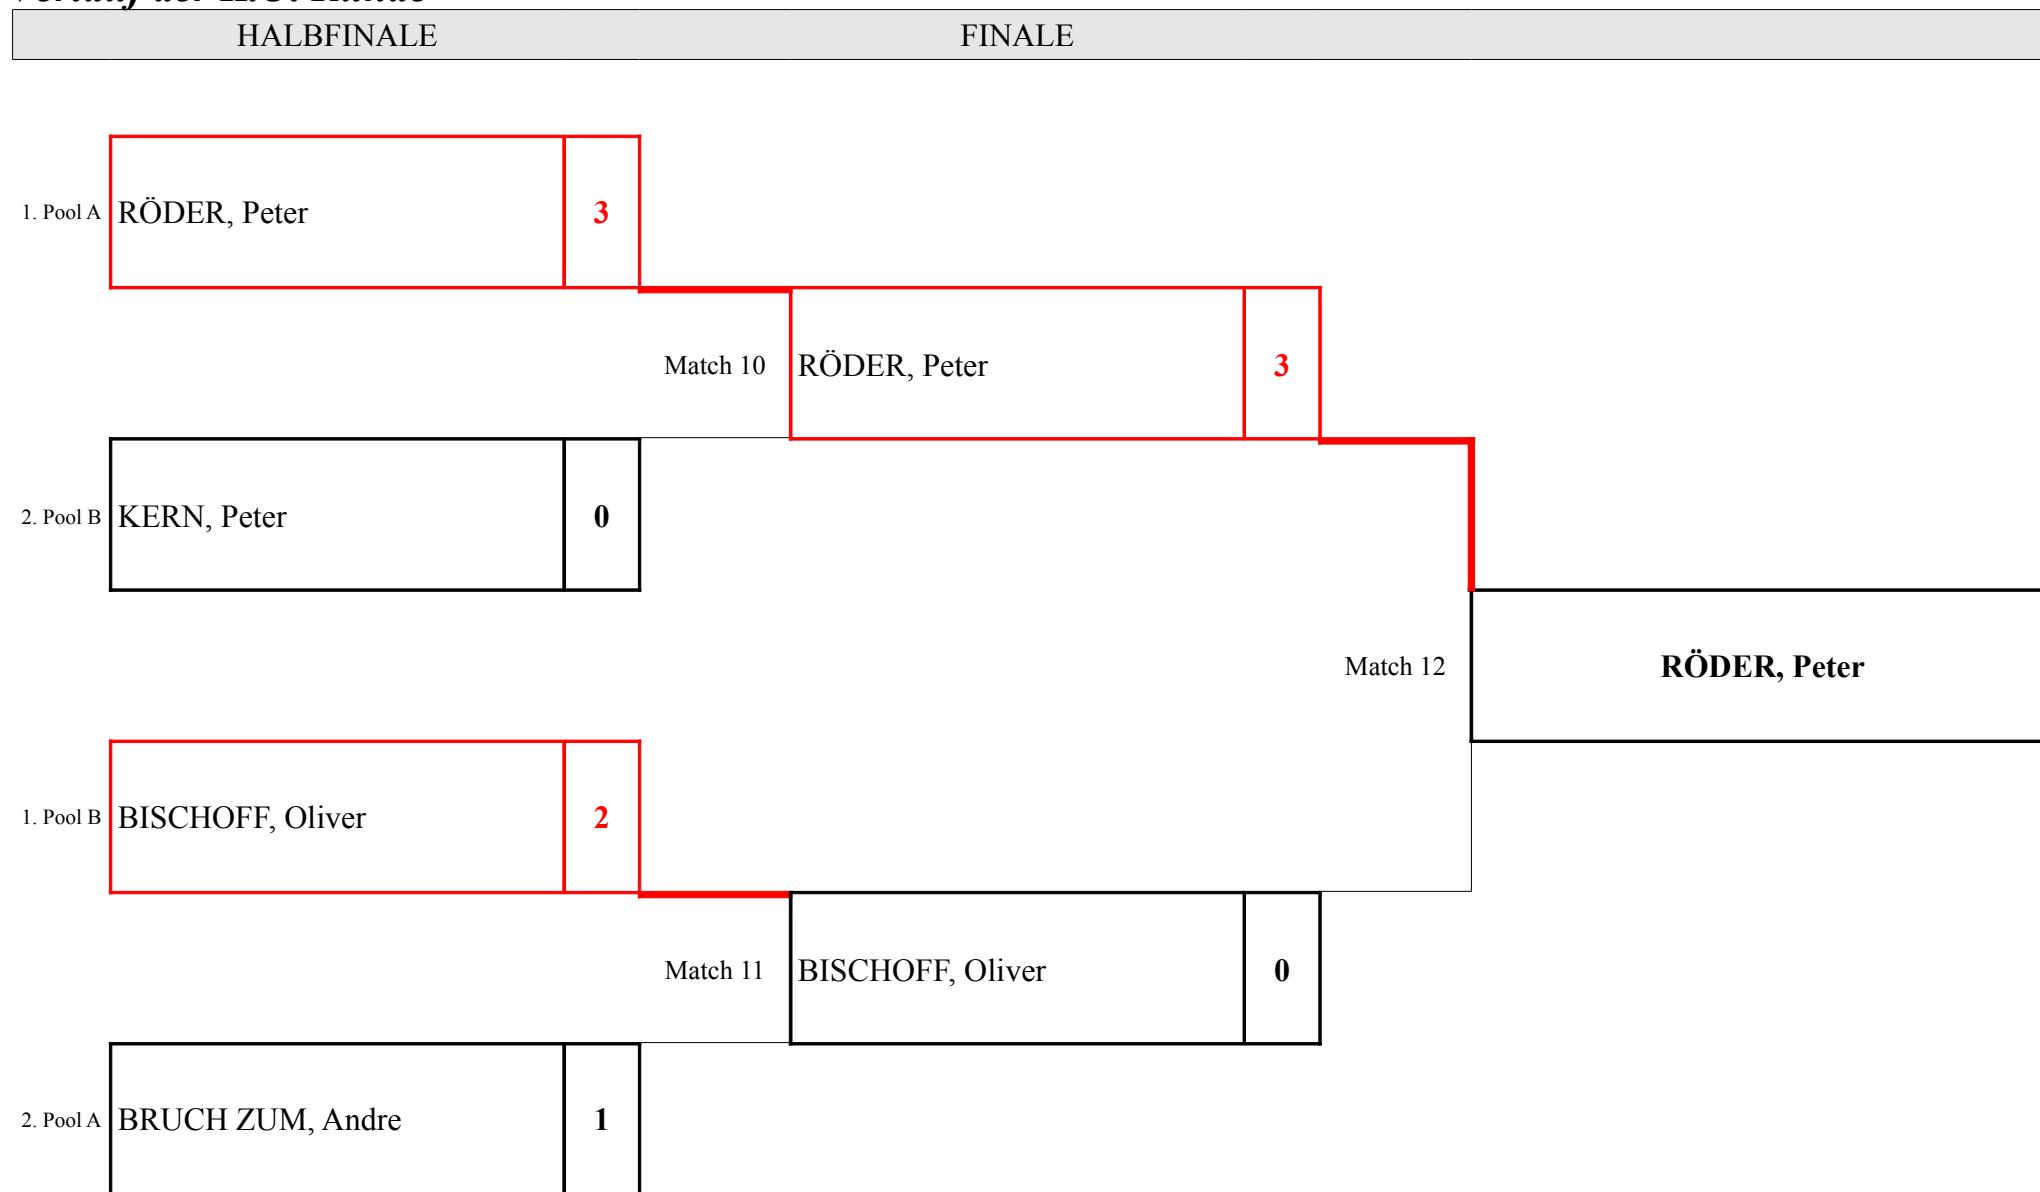 HALBFINALE FINALE
1. Pool A RÖDER, Peter 3
Match 10 RÖDER, Peter 3
2. Pool B KERN, Peter 0
Match 12 RÖDER, Peter
1. Pool B BISCHOFF, Oliver 2
Match 11 BISCHOFF, Oliver 0
2. Pool A BRUCH ZUM, Andre 1